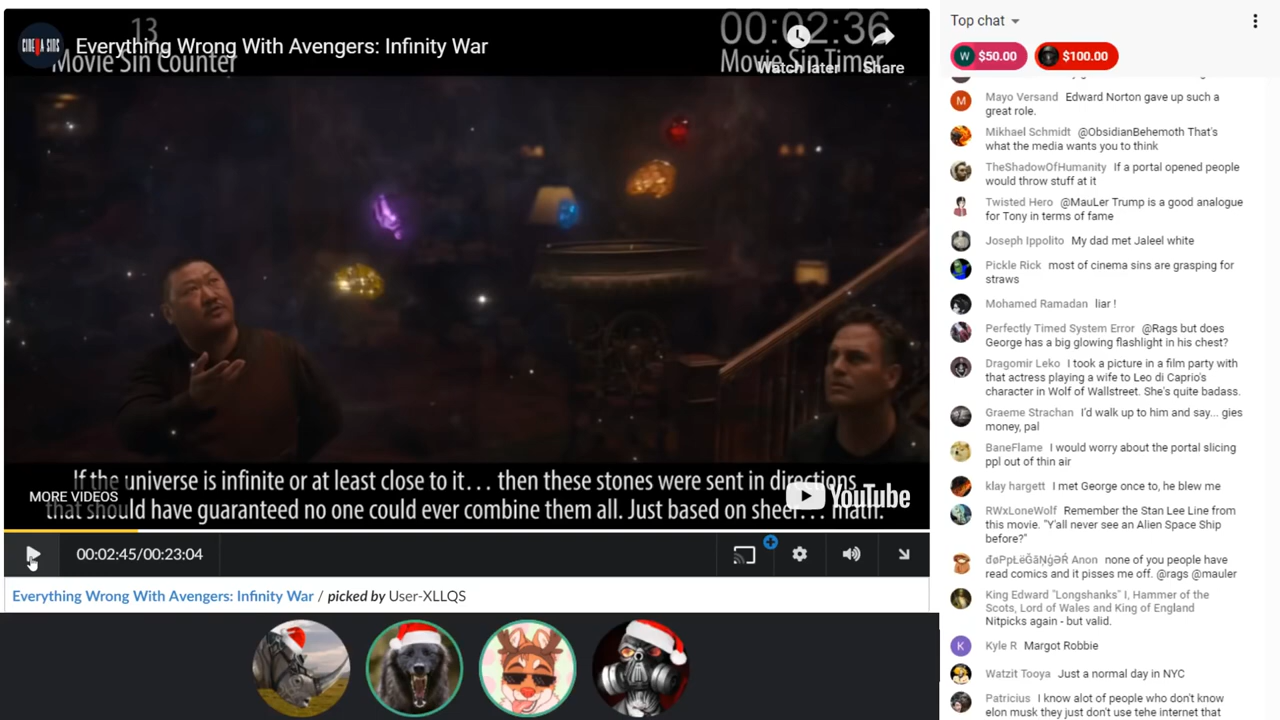 13
Movie Sin Counter
CINEMA SINS
Everything Wrong With Avengers: Infinity War
00:02:36
Movie Sin Timer
Watch later
Share
If the universe is infinite or at least close to it... then these stones were sent in directions
that should have guaranteed no one could ever combine them all. Just based on sheer... math.
MORE VIDEOS
YouTube
00:02:45/00:23:04
Everything Wrong With Avengers: Infinity War / picked by User-XLLQS
Top chat
W $50.00
$100.00
M
Mayo Versand Edward Norton gave up such a
great role.
Mikhael Schmidt @ObsidianBehemoth That's
what the media wants you to think
TheShadowOfHumanity If a portal opened people
would throw stuff at it
Twisted Hero @MauLer Trump is a good analogue
for Tony in terms of fame
Joseph Ippolito My dad met Jaleel white
Pickle Rick most of cinema sins are grasping for
straws
Mohamed Ramadan liar !
Perfectly Timed System Error @Rags but does
George has a big glowing flashlight in his chest?
Dragomir Leko I took a picture in a film party with
that actress playing a wife to Leo di Caprio's
character in Wolf of Wallstreet. She's quite badass.
Graeme Strachan I'd walk up to him and say... gies
money, pal
BaneFlame I would worry about the portal slicing
ppl out of thin air
klay hargett I met George once to, he blew me
RWxLoneWolf Remember the Stan Lee Line from
this movie. "Y'all never see an Alien Space Ship
before?"
Anon none of you people have
read comics and it pisses me off. @rags @mauler
King Edward "Longshanks" I, Hammer of the
Scots, Lord of Wales and King of England
Nitpicks again - but valid.
K
Kyle R Margot Robbie
Watzit Tooya Just a normal day in NYC
Patricius I know alot of people who don't know
elon musk they just don't use tehe internet that